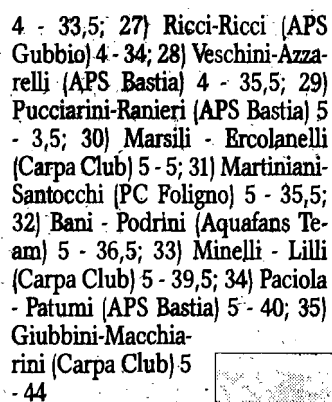 4 - 33,5; 27) Ricci-Ricci (APS
Gubbio) 4 - 34; 28) Veschini-Azza-
relli (APS Bastia) 4 - 35,5; 29)
Pucciarini-Ranieri (APS Bastia) 5
- 3,5; 30) Marsili - Ercolanelli
(Carpa Club) 5 - 5; 31) Martiniani-
Santocchi (PC Foligno) 5 - 35,5;
32) Bani - Podrini (Aquafans Te-
am) 5 - 36,5; 33) Minelli - Lilli
(Carpa Club) 5 - 39,5; 34) Paciola
- Patumi (APS Bastia) 5 - 40; 35)
Giubbini-Macchia-
rini (Carpa Club) 5
- 44